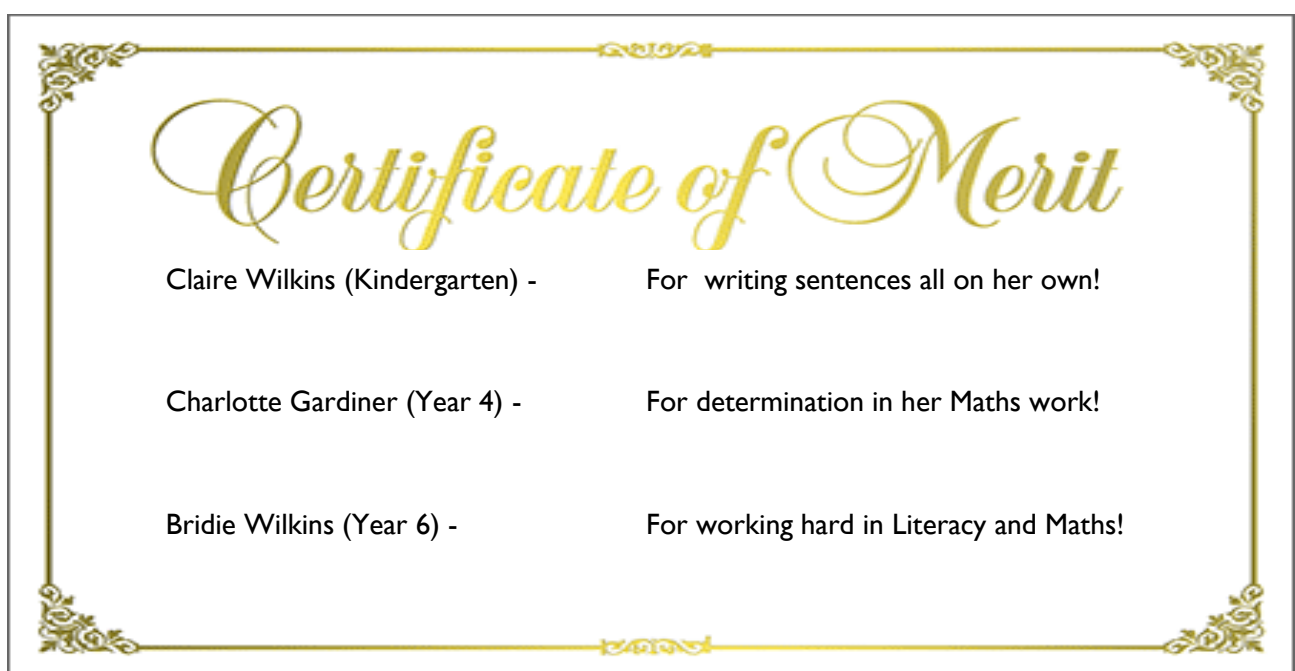 Certificate of Merit
Claire Wilkins (Kindergarten) - For  writing sentences all on her own!
Charlotte Gardiner (Year 4) - For determination in her Maths work!
Bridie Wilkins (Year 6) - For working hard in Literacy and Maths!